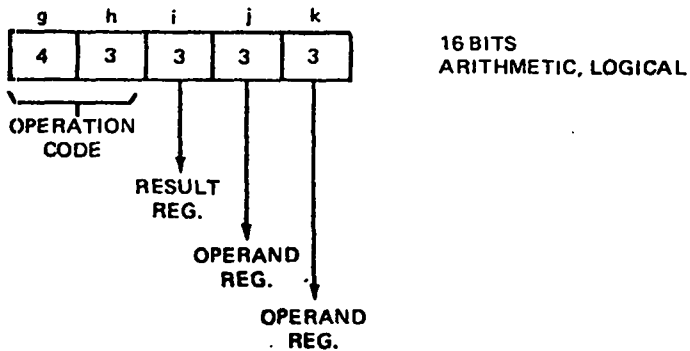 g h i j k
4 3 3 3 3
16 BITS
ARITHMETIC, LOGICAL
OPERATION
CODE
RESULT
REG.
OPERAND
REG.
OPERAND
REG.